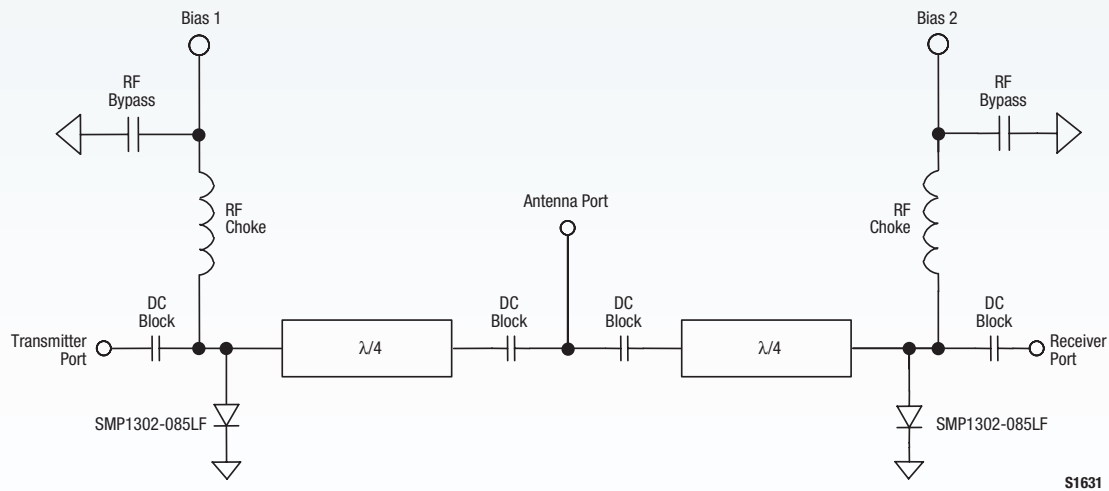 Bias 1
Bias 2
RF
Bypass
RF
Bypass
Antenna Port
RF
Choke
RF
Choke
DC
Block
DC
Block
DC
Block
DC
Block
Transmitter
Port
λ/4
λ/4
Receiver
Port
SMP1302-085LF
SMP1302-085LF
S1631